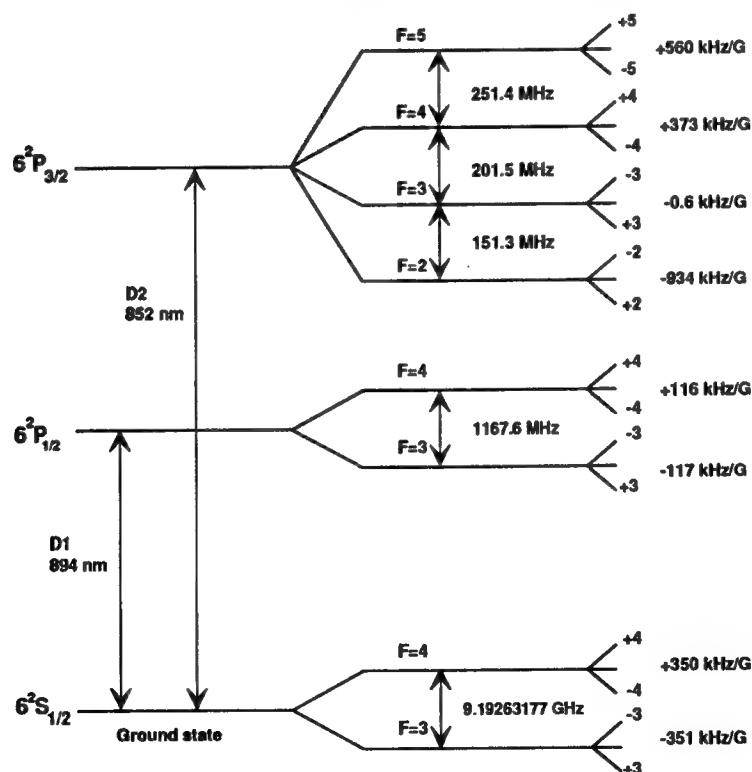 F=5
+5
+560 kHz/G
-5
251.4 MHz
F=4
+4
+373 kHz/G
-4
6²P3/2
201.5 MHz
F=3
-3
-0.6 kHz/G
+3
151.3 MHz
F=2
-2
-934 kHz/G
+2
D2
852 nm
F=4
+4
+116 kHz/G
-4
6²P1/2
1167.6 MHz
F=3
-3
-117 kHz/G
+3
D1
894 nm
F=4
+4
+350 kHz/G
-4
6²S1/2
9.19263177 GHz
Ground state
F=3
-3
-351 kHz/G
+3